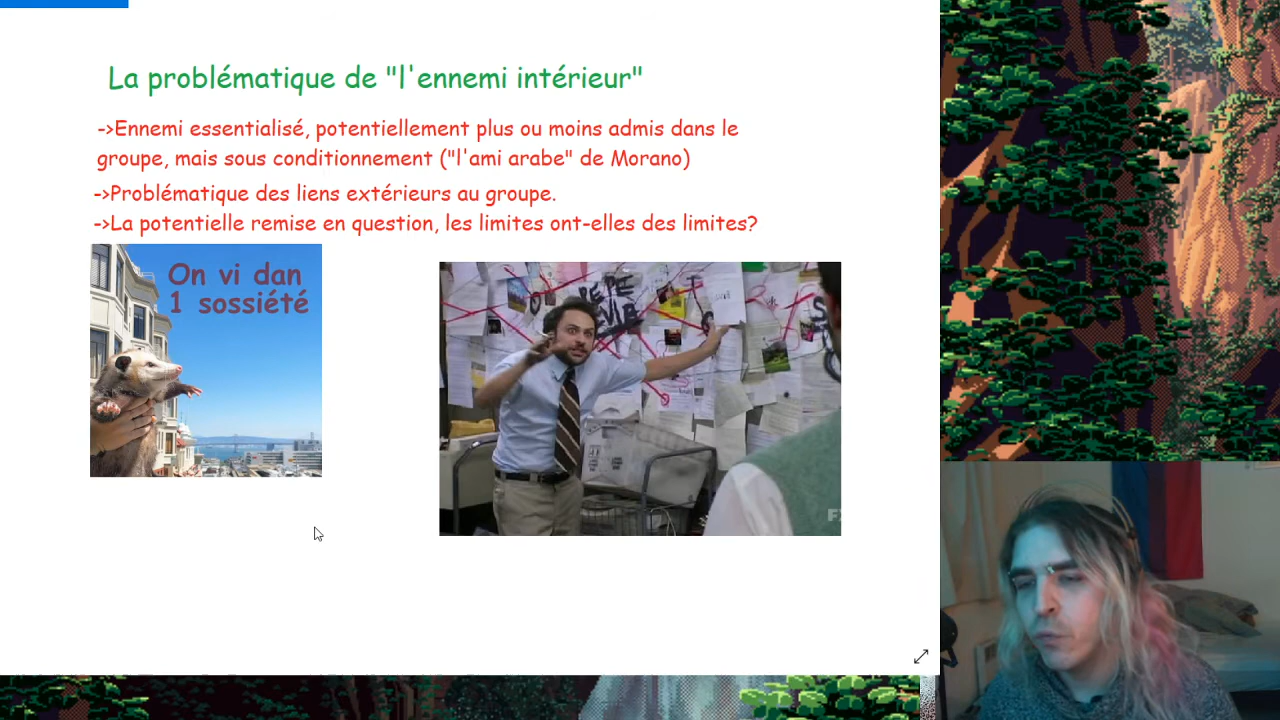 La problématique de "l'ennemi intérieur"
->Ennemi essentialisé, potentiellement plus ou moins admis dans le
groupe, mais sous conditionnement ("l'ami arabe" de Morano)
->Problématique des liens extérieurs au groupe.
->La potentielle remise en question, les limites ont-elles des limites?
On vi dan
1 sossiété